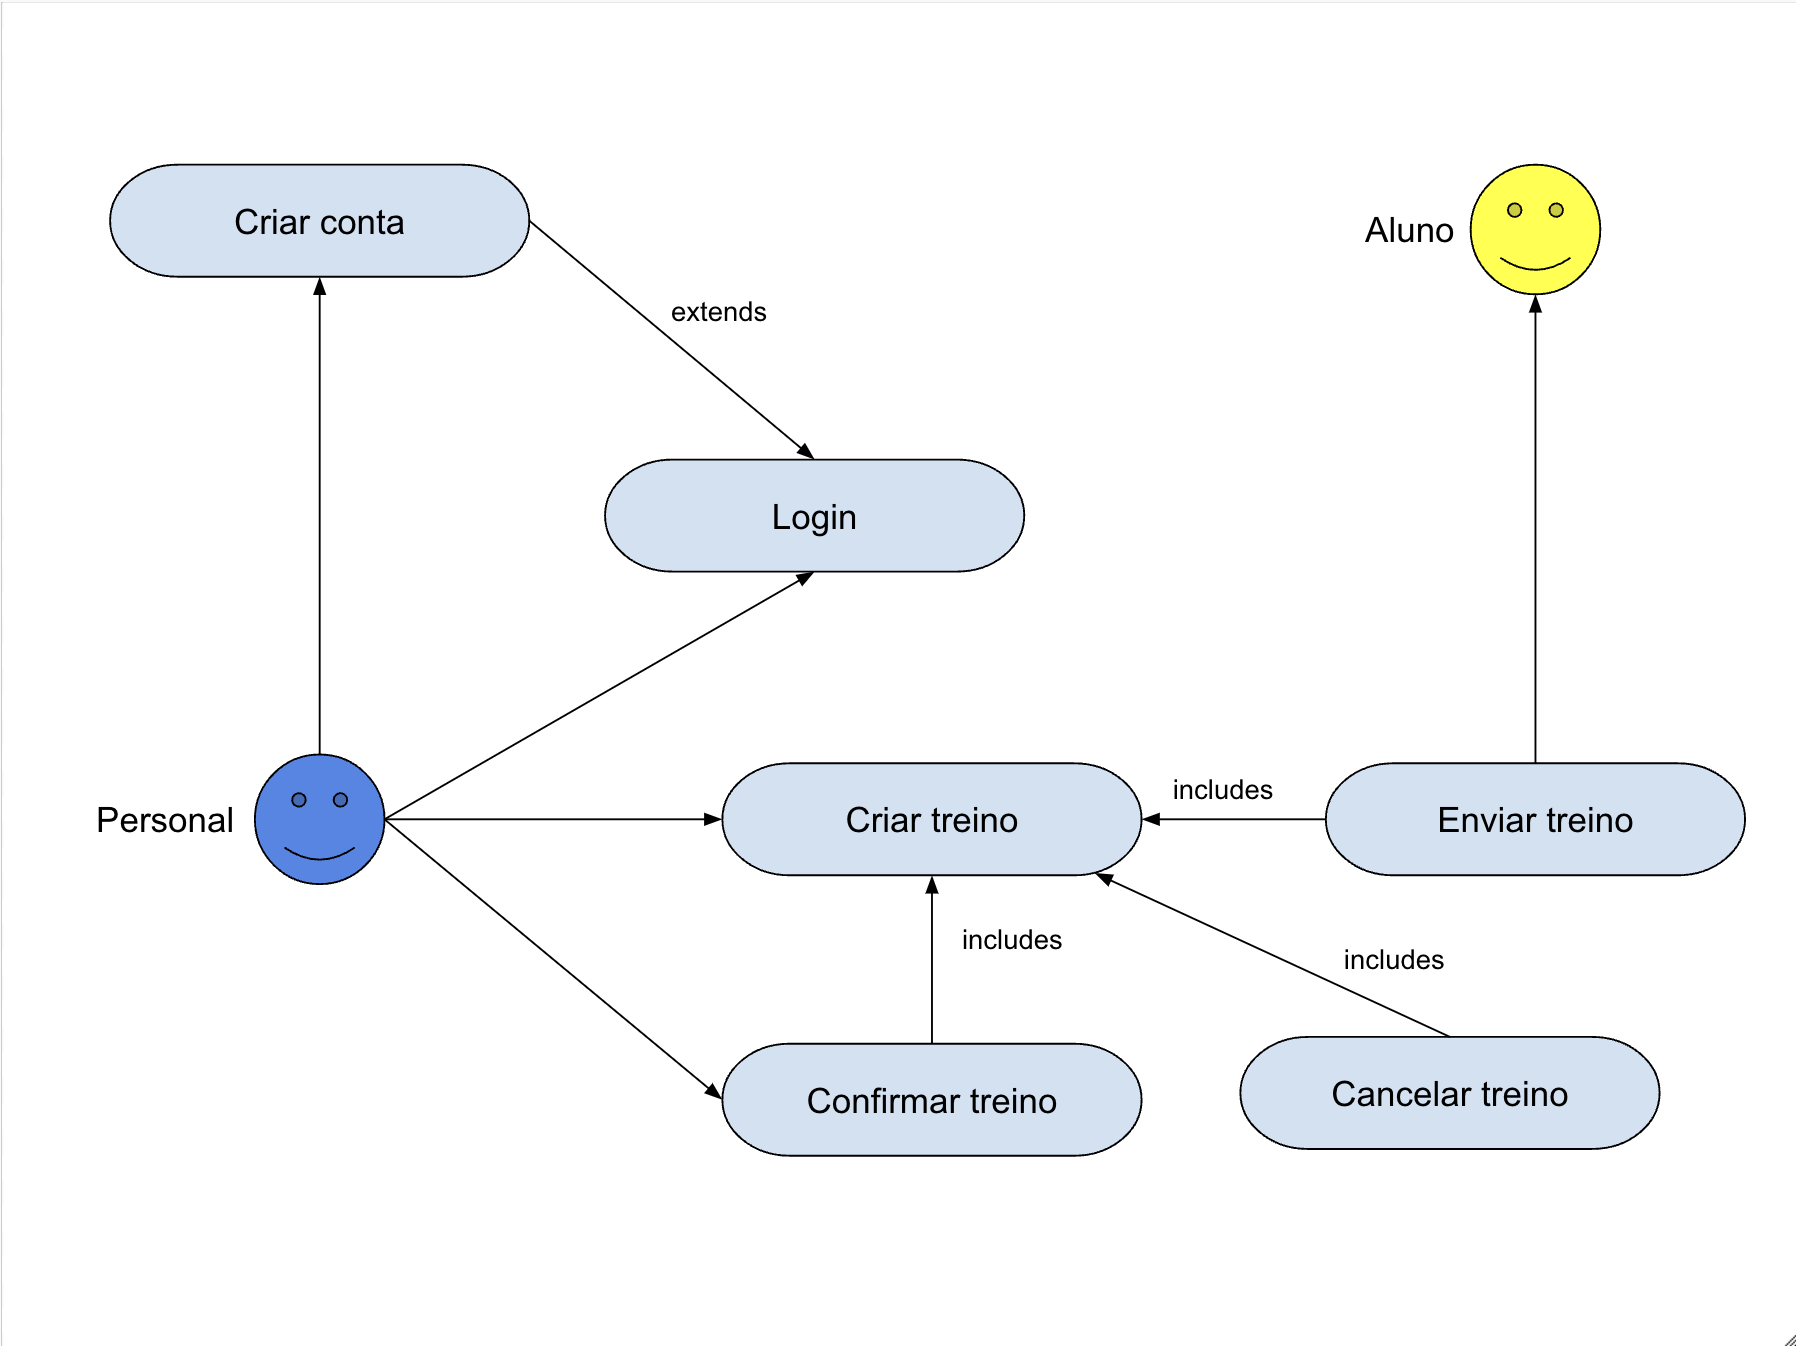 Criar conta
Aluno
extends
Login
Personal
Criar treino
includes
Enviar treino
includes
includes
Confirmar treino
Cancelar treino